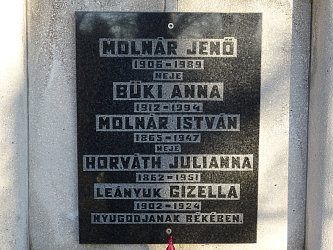 MOLNÁR JENŐ
1906-1989
NEJE
BÜKI ANNA
1912-1994
MOLNÁR ISTVÁN
1865-1947
NEJE
HORVÁTH JULIANNA
1862-1951
LEÁNYUK GIZELLA
1902-1924
NYUGODJANAK BÉKÉBEN.